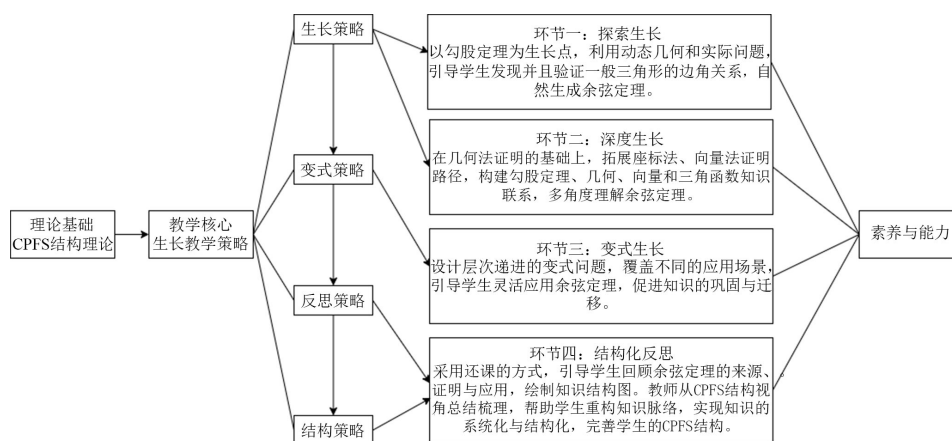 理论基础
CPFS结构理论
教学核心
生长教学策略
生长策略
变式策略
反思策略
结构策略
环节一：探索生长
以勾股定理为生长点，利用动态几何和实际问题，
引导学生发现并且验证一般三角形的边角关系，自
然生成余弦定理。
环节二：深度生长
在几何法证明的基础上，拓展座标法、向量法证明
路径，构建勾股定理、几何、向量和三角函数知识
联系，多角度理解余弦定理。
环节三：变式生长
设计层次递进的变式问题，覆盖不同的应用场景，
引导学生灵活应用余弦定理，促进知识的巩固与迁
移。
环节四：结构化反思
采用还课的方式，引导学生回顾余弦定理的来源、
证明与应用，绘制知识结构图。教师从CPFS结构视
角总结梳理，帮助学生重构知识脉络，实现知识的
系统化与结构化，完善学生的CPFS结构。
素养与能力